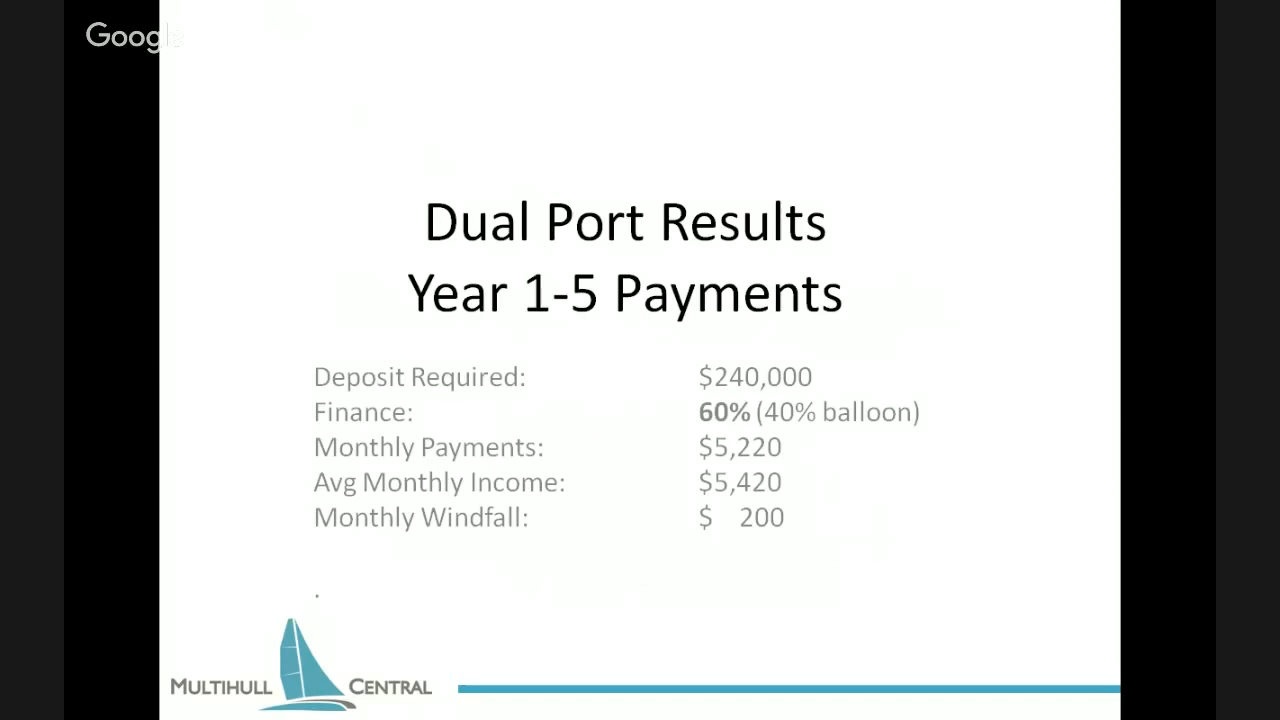 Google
Dual Port Results
Year 1-5 Payments
Deposit Required: $240,000
Finance: 60% (40% balloon)
Monthly Payments: $5,220
Avg Monthly Income: $5,420
Monthly Windfall: $ 200
.
MULTIHULL CENTRAL